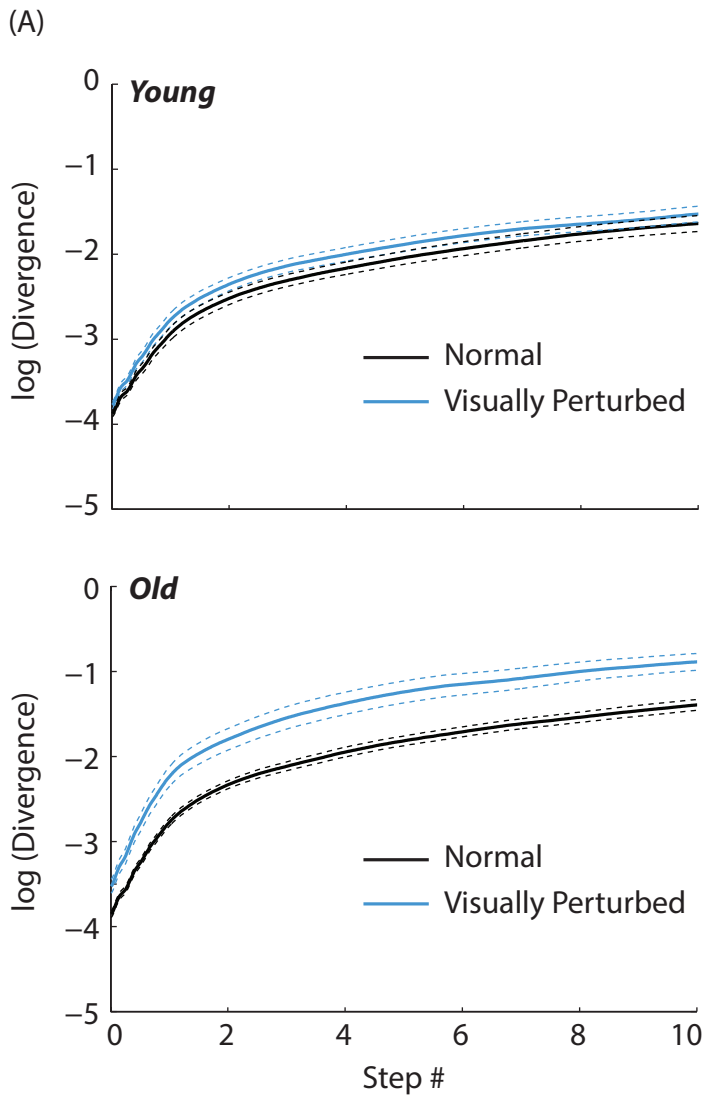 (A)
0
Young
−1
−2
−3
−4
−5
log (Divergence)
Normal
Visually Perturbed
0
Old
−1
−2
−3
−4
−5
log (Divergence)
Normal
Visually Perturbed
0 2 4 6 8 10
Step #